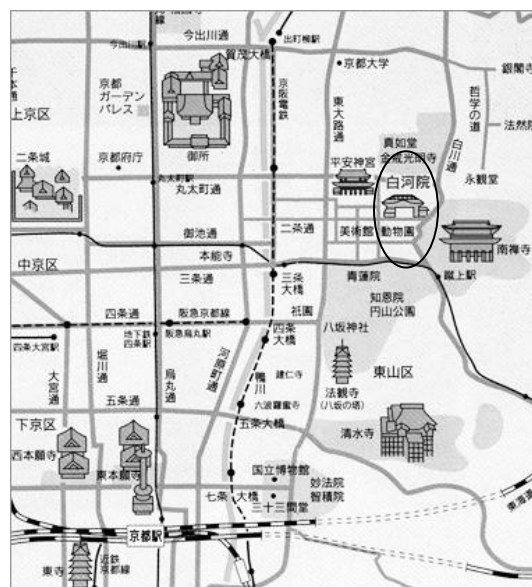 今出川駅
今出川通
賀茂大橋
出町柳駅
京都大学
銀閣寺
京都
ガーデン
パレス
京阪電鉄
東大路通
哲学の道
上京区
法然院
真如堂
金戒光明寺
白川通
二条城
京都府庁
御所
平安神宮
白河院
永観堂
丸太町駅
丸太町通
御池通
二条通
美術館
動物園
南禅寺
本能寺
中京区
三条通
三条
大橋
青蓮院
蹴上駅
知恩院
円山公園
四条通
阪急京都線
祇園
四条大宮駅
地下鉄
四条駅
阪急烏丸駅
四条
大橋
八坂神社
大宮通
堀川通
烏丸通
河原町通
鴨川
建仁寺
東山区
法観寺
(八坂の塔)
六波羅蜜寺
五条通
五条大橋
下京区
清水寺
西本願寺
東本願寺
国立博物館
妙法院
智積院
七条
大橋
三十三間堂
京都駅
東海道
東寺
近鉄
京都線